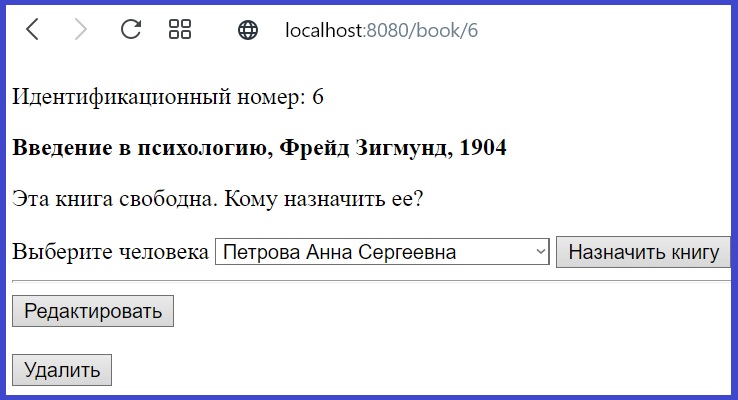 localhost:8080/book/6
Идентификационный номер: 6
Введение в психологию, Фрейд Зигмунд, 1904
Эта книга свободна. Кому назначить ее?
Выберите человека Петрова Анна Сергеевна Назначить книгу
Редактировать
Удалить